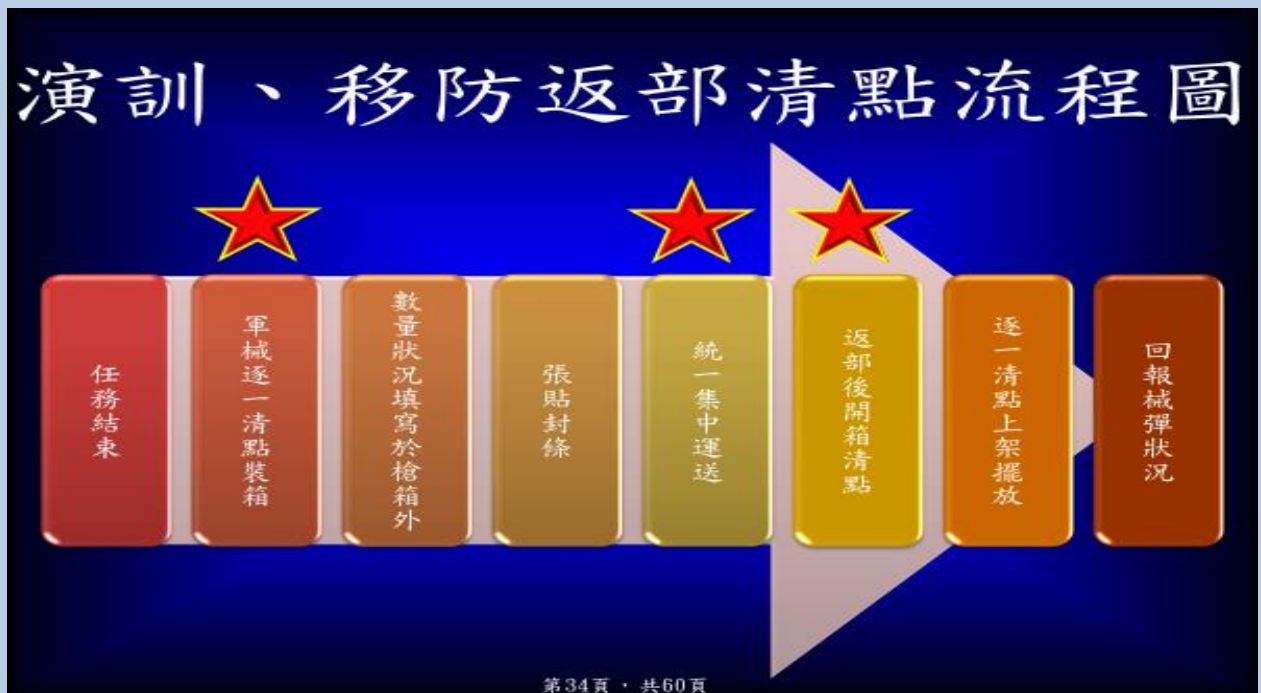 演訓、移防返部清點流程圖
任務結束
軍械逐一清點裝箱
數量狀況填寫於槍箱外
張貼封條
統一集中運送
返部後開箱清點
逐一清點上架擺放
回報械彈狀況
第34頁，共60頁